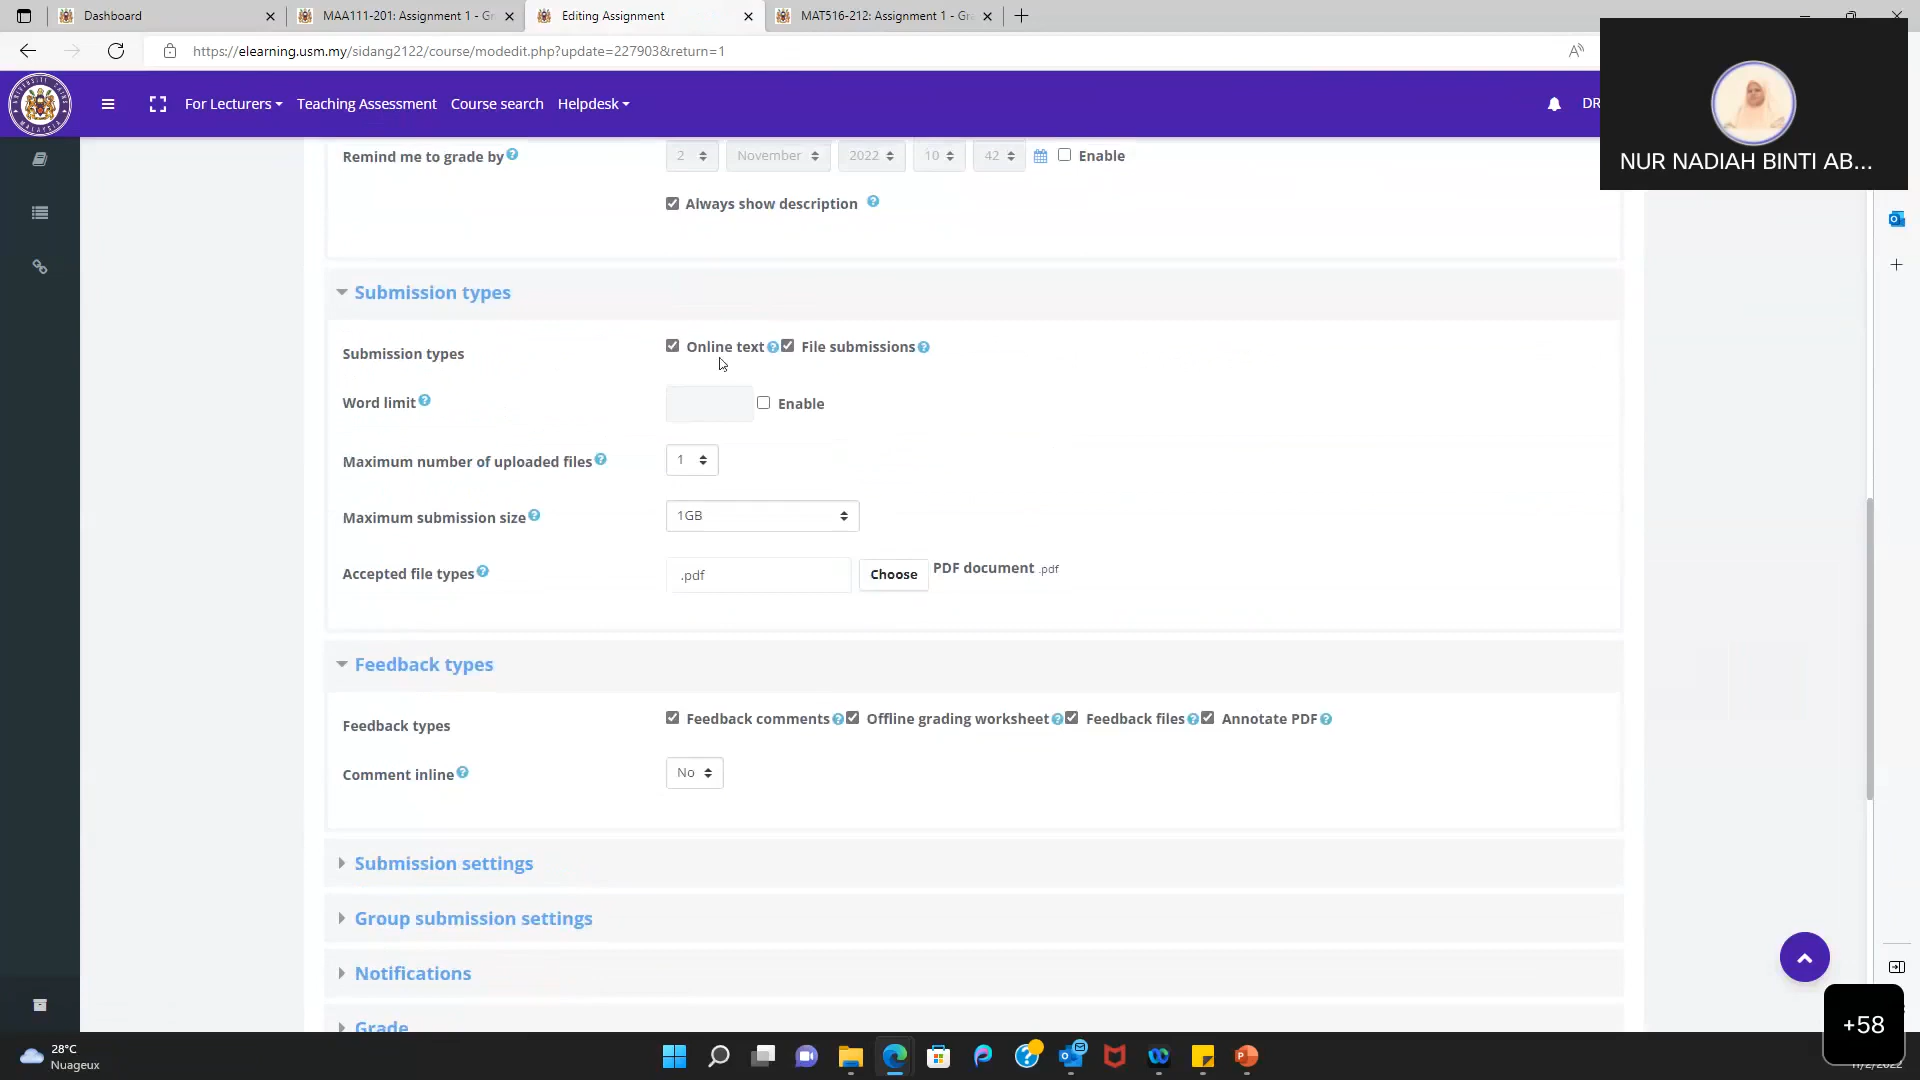 Dashboard
MAA111-201: Assignment 1 - Gr
Editing Assignment
MAT516-212: Assignment 1 - Gra
https://elearning.usm.my/sidang2122/course/modedit.php?update=227903&return=1
For Lecturers Teaching Assessment Course search Helpdesk
DR
NUR NADIAH BINTI AB...
Remind me to grade by 2 November 2022 10 42 Enable
Always show description
Submission types
Submission types Online text File submissions
Word limit Enable
Maximum number of uploaded files 1
Maximum submission size 1GB
Accepted file types .pdf Choose PDF document .pdf
Feedback types
Feedback types Feedback comments Offline grading worksheet Feedback files Annotate PDF
Comment inline No
Submission settings
Group submission settings
Notifications
Grade
+58
28°C
Nuageux